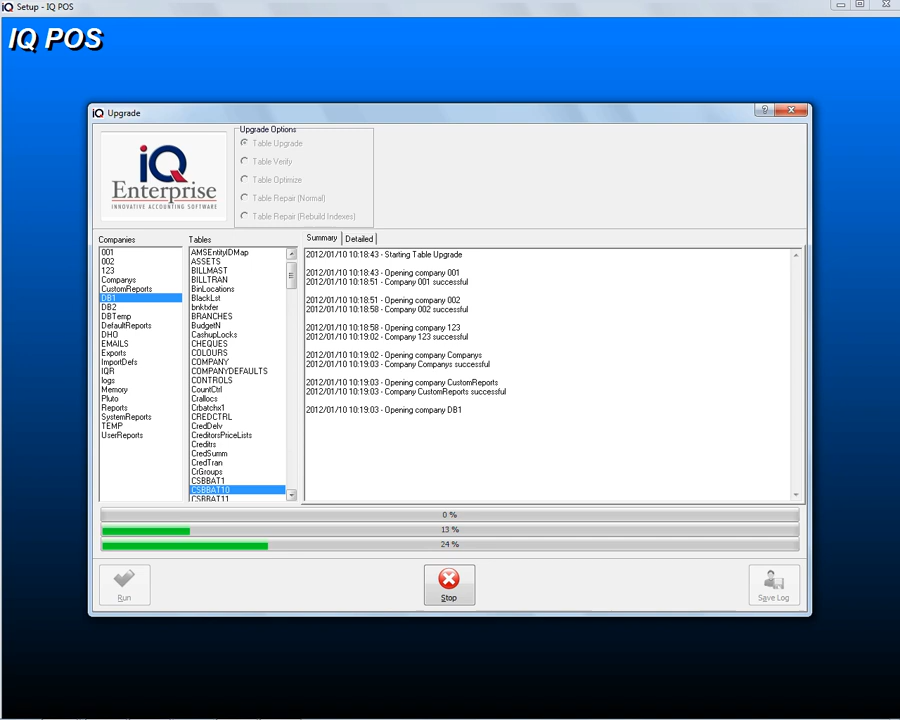 Setup - IQ POS
IQ POS
Upgrade
iQ
Enterprise
INNOVATIVE ACCOUNTING SOFTWARE
Upgrade Options
Table Upgrade
Table Verify
Table Optimize
Table Repair (Normal)
Table Repair (Rebuild Indexes)
Companies
001
002
123
Companys
CustomReports
DB1
DB2
DBTemp
DefaultReports
DHO
EMAILS
Exports
ImportDefs
IQR
logs
Memory
Pluto
Reports
SystemReports
TEMP
UserReports
Tables
AMSEntityIDMap
ASSETS
BILLMAST
BILLTRAN
BinLocations
BlackLst
bnktxfer
BRANCHES
BudgetN
CashupLocks
CHEQUES
COLOURS
COMPANY
COMPANYDEFAULTS
CONTROLS
CountCtrl
Crallocs
Crbatchx1
CREDCTRL
CredDelv
CreditorsPriceLists
Creditrs
CredSumm
CredTran
CrGroups
CSBBAT1
CSBBAT10
CSBBAT11
Summary
Detailed
2012/01/10 10:18:43 - Starting Table Upgrade
2012/01/10 10:18:43 - Opening company 001
2012/01/10 10:18:51 - Company 001 successful
2012/01/10 10:18:51 - Opening company 002
2012/01/10 10:18:58 - Company 002 successful
2012/01/10 10:18:58 - Opening company 123
2012/01/10 10:19:02 - Company 123 successful
2012/01/10 10:19:02 - Opening company Companys
2012/01/10 10:19:03 - Company Companys successful
2012/01/10 10:19:03 - Opening company CustomReports
2012/01/10 10:19:03 - Company CustomReports successful
2012/01/10 10:19:03 - Opening company DB1
0 %
13 %
24 %
Run
Stop
Save Log